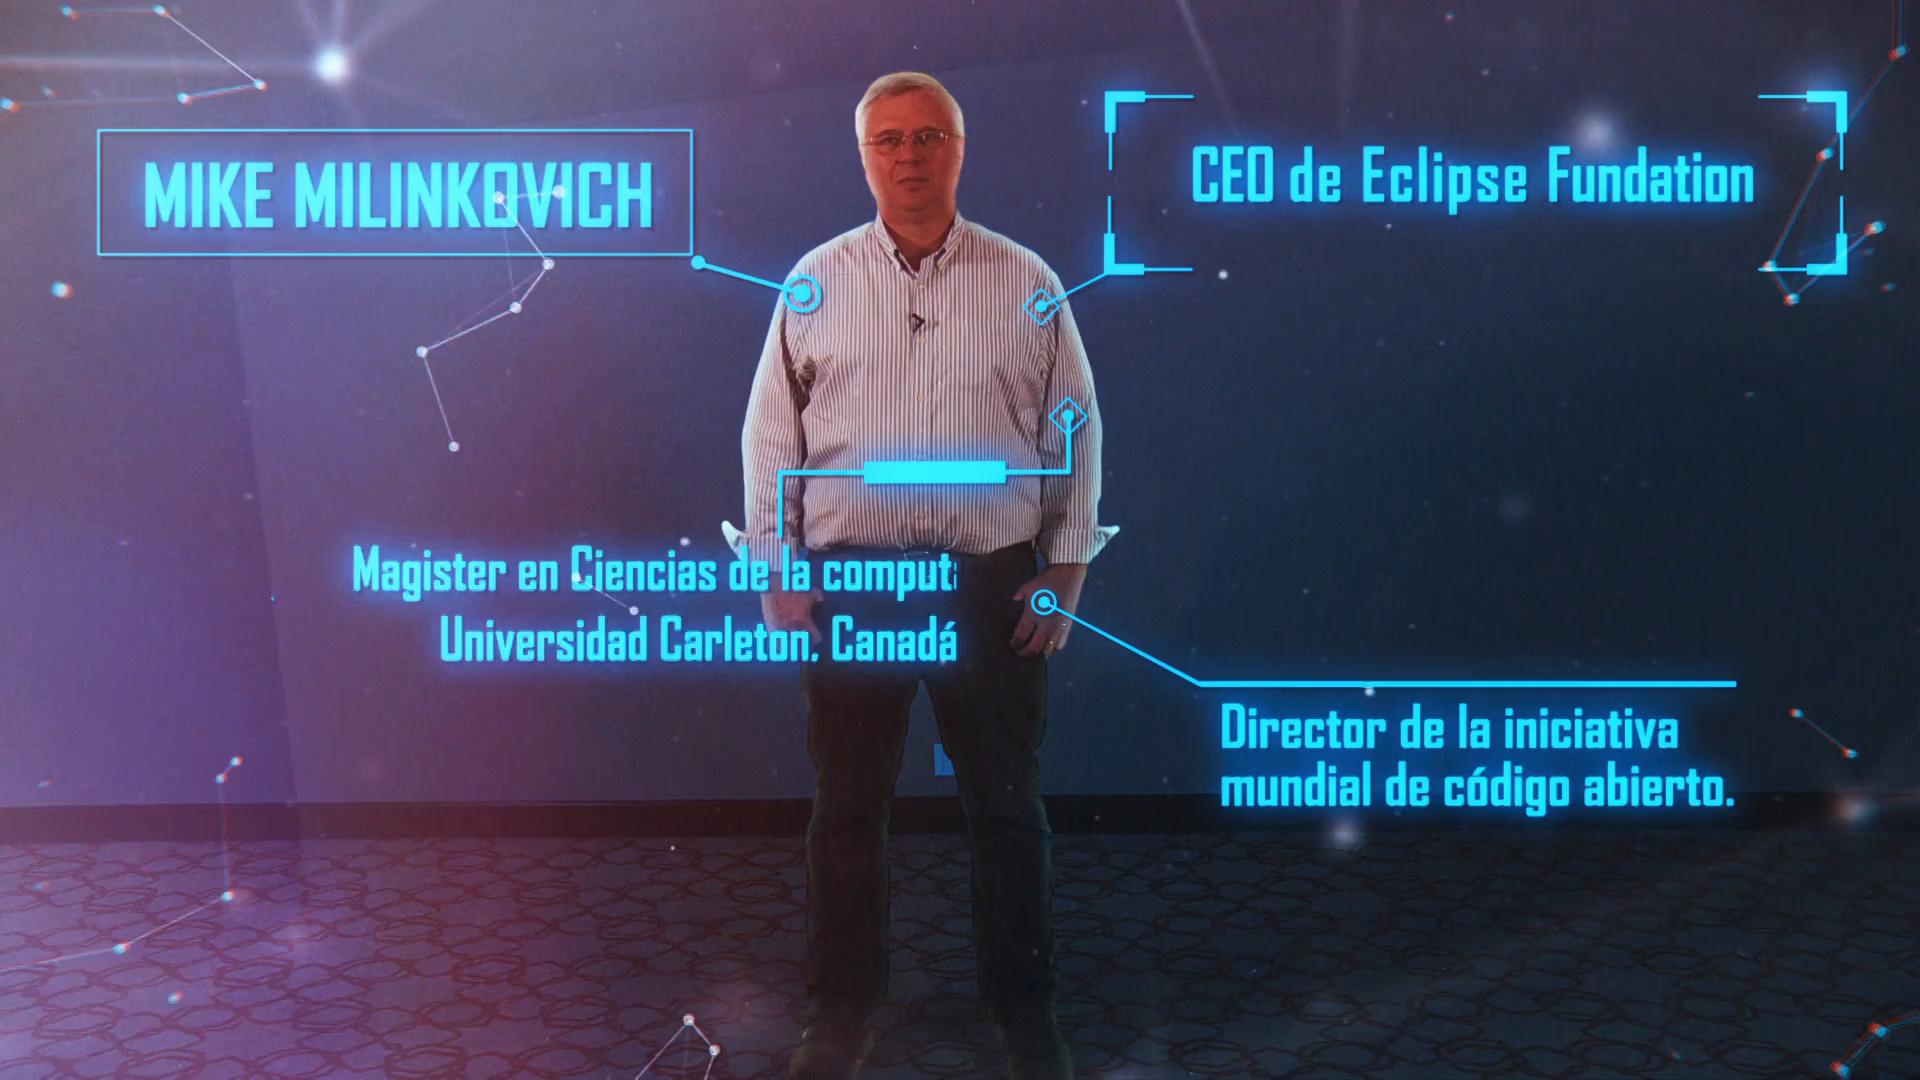 MIKE MILINKOVICH
CEO de Eclipse Fundation
Magister en Ciencias de la
Universidad Carleton, Canadá
Director de la iniciativa
mundial de código abierto.